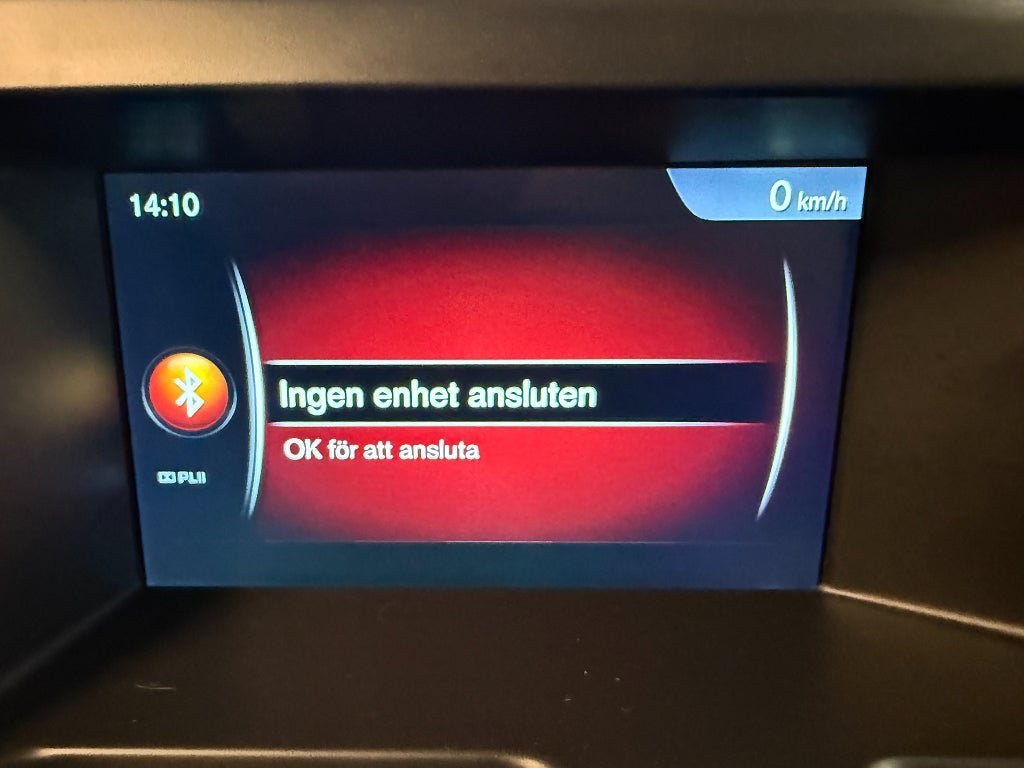 14:10
0 km/h
Ingen enhet ansluten
OK för att ansluta
PLII